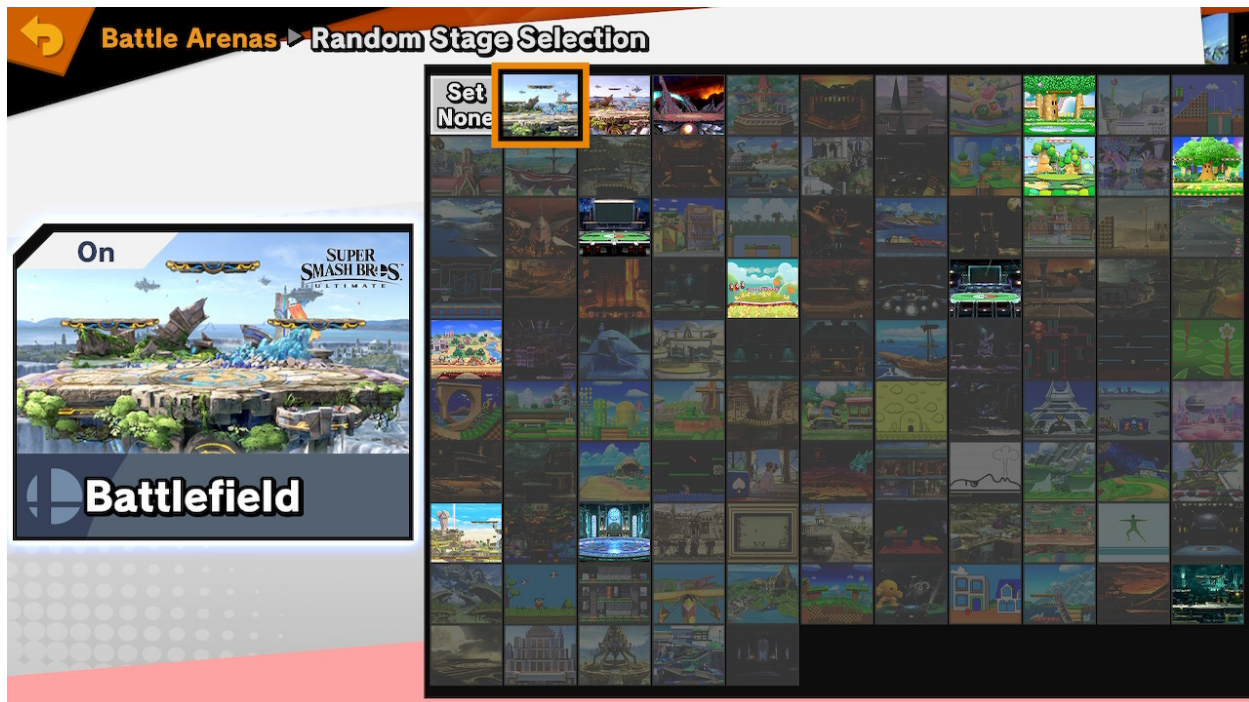 Battle Arenas ▶ Random Stage Selection
Set
None
On
SUPER
SMASH BROS.
ULTIMATE
Battlefield